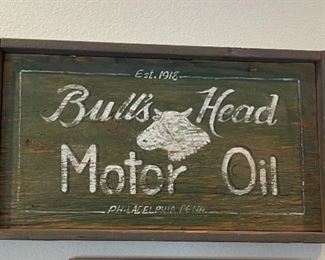 Est. 1918
Bull's Head
Motor Oil
PHILADELPHIA PENN.